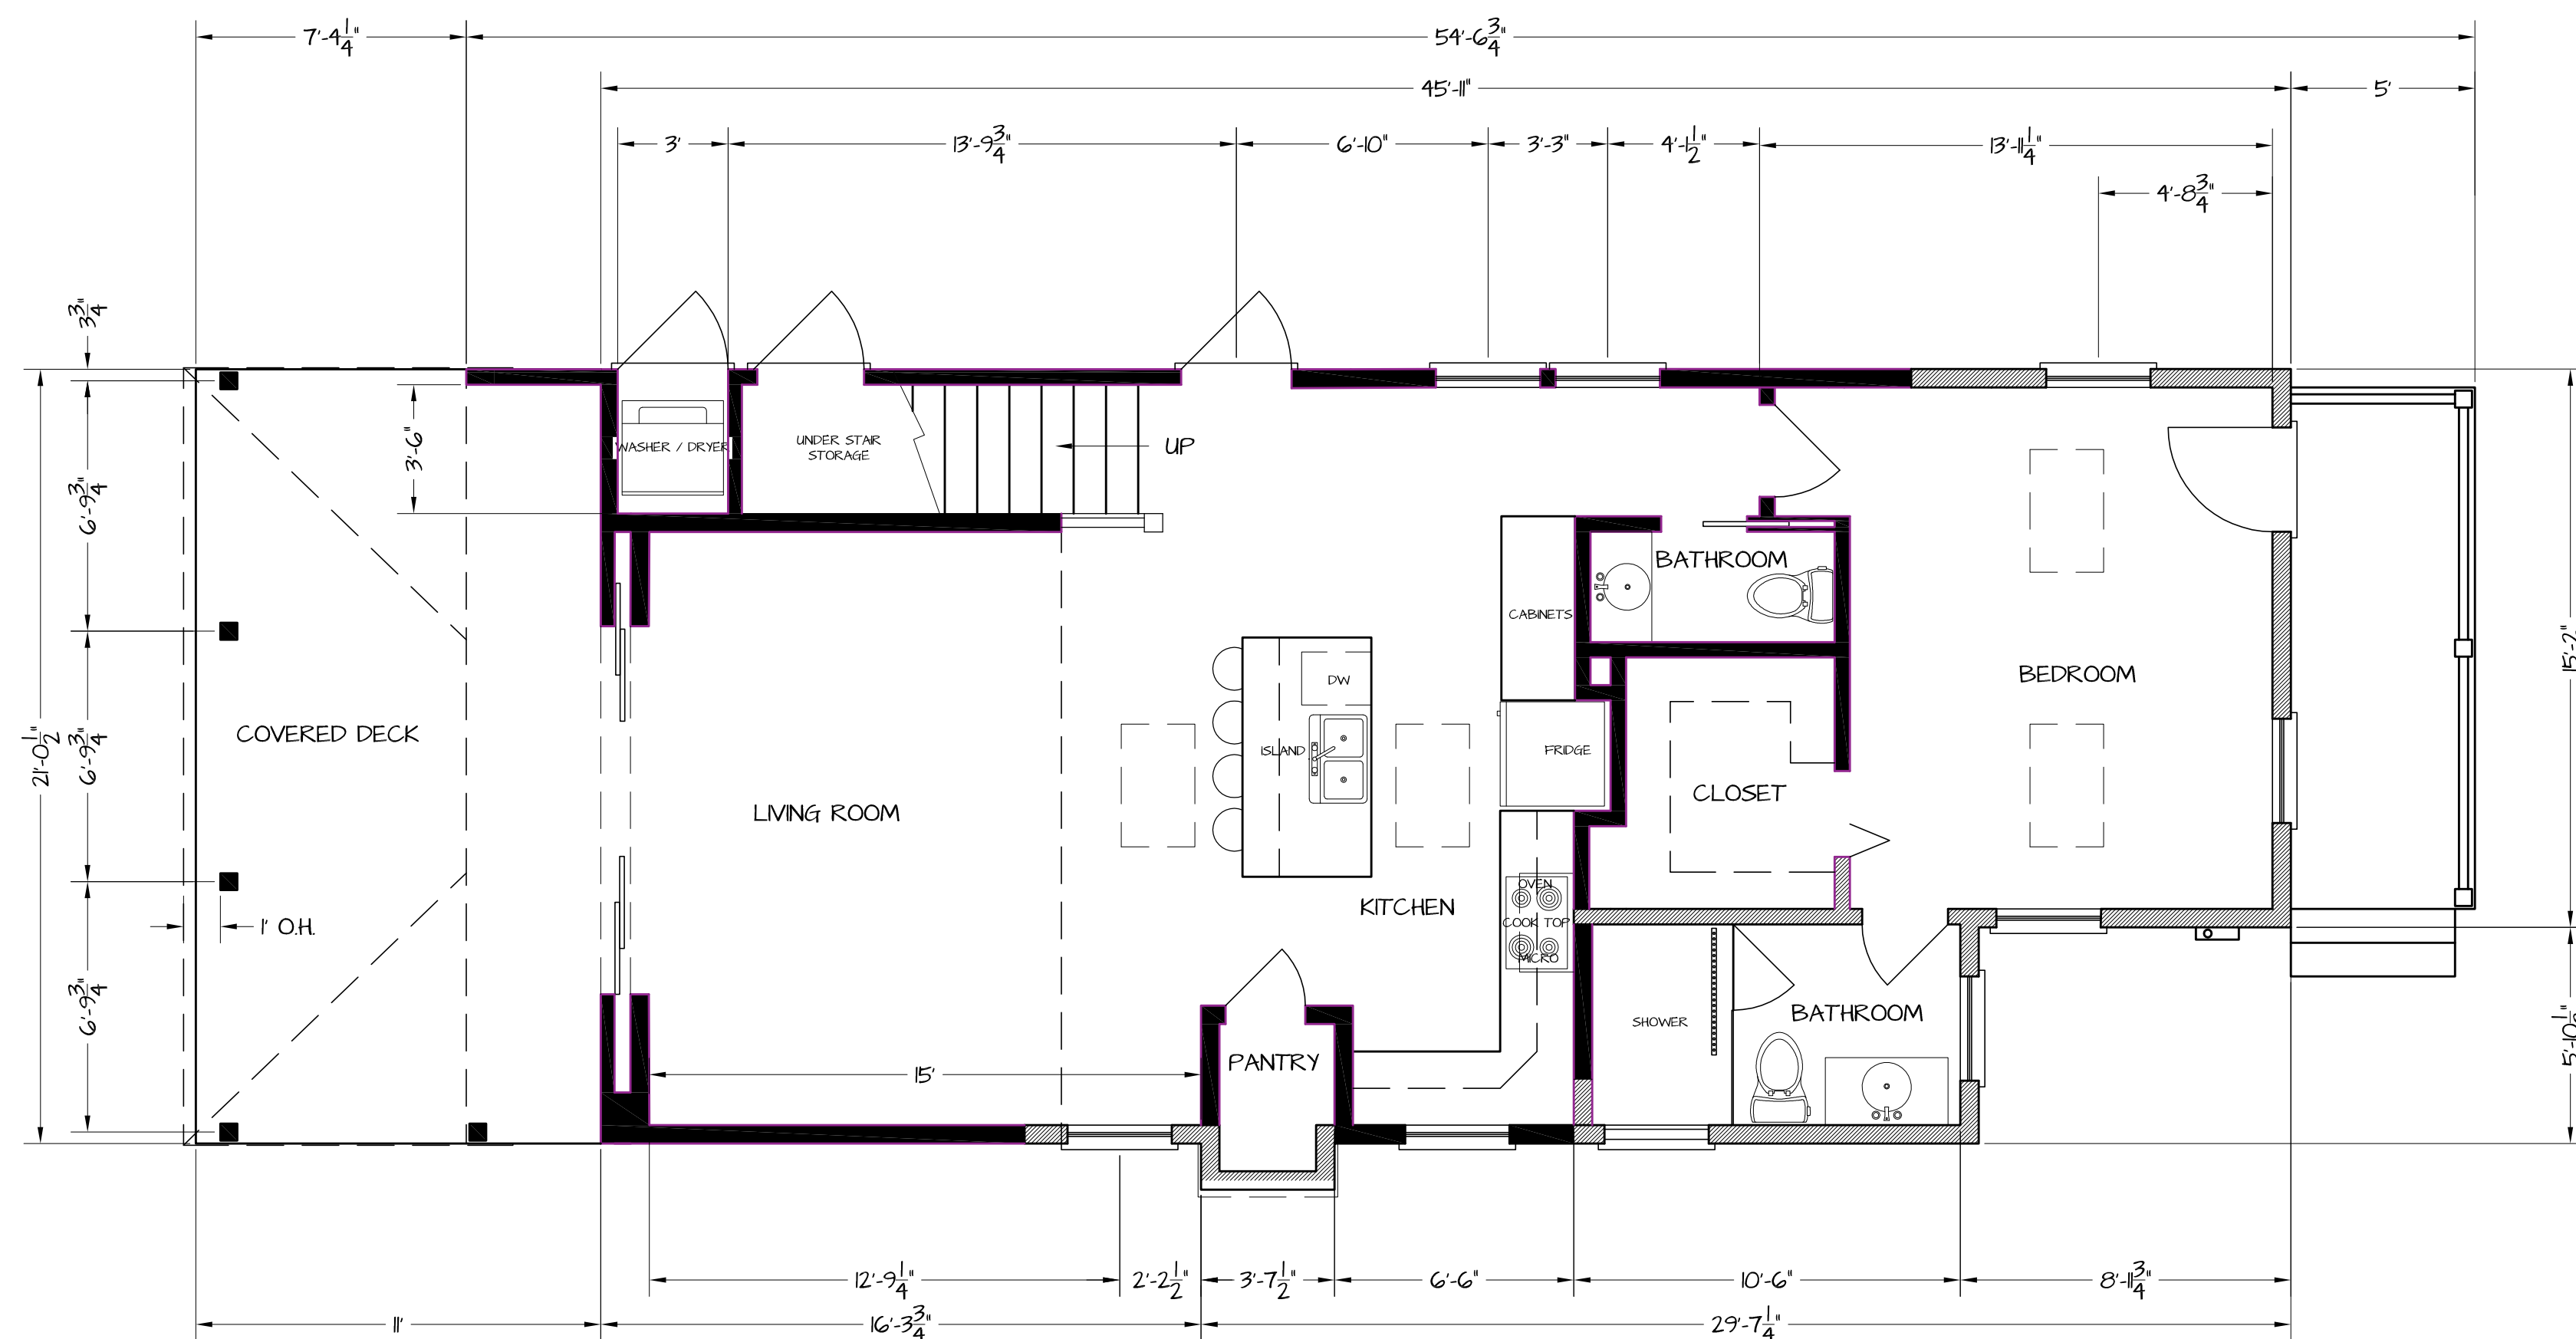 7'-4 1/4"
54'-6 3/4"
45'-11"
5'
3'
13'-9 3/4"
6'-10"
3'-3"
4'-1 1/2"
13'-11 1/4"
4'-8 3/4"
3 3/4"
6'-9 3/4"
3'-6"
WASHER / DRYER
UNDER STAIR
STORAGE
UP
BATHROOM
CABINETS
15'-2"
BEDROOM
DW
21'-0 1/2"
6'-9 3/4"
COVERED DECK
ISLAND
FRIDGE
CLOSET
LIVING ROOM
OVEN
KITCHEN
COOK TOP
MICRO
1' O.H.
6'-9 3/4"
SHOWER
BATHROOM
5'-10 1/2"
PANTRY
15'
12'-9 1/4"
2'-2 1/2"
3'-7 1/2"
6'-6"
10'-6"
8'-11 3/4"
11'
16'-3 3/4"
29'-7 1/4"